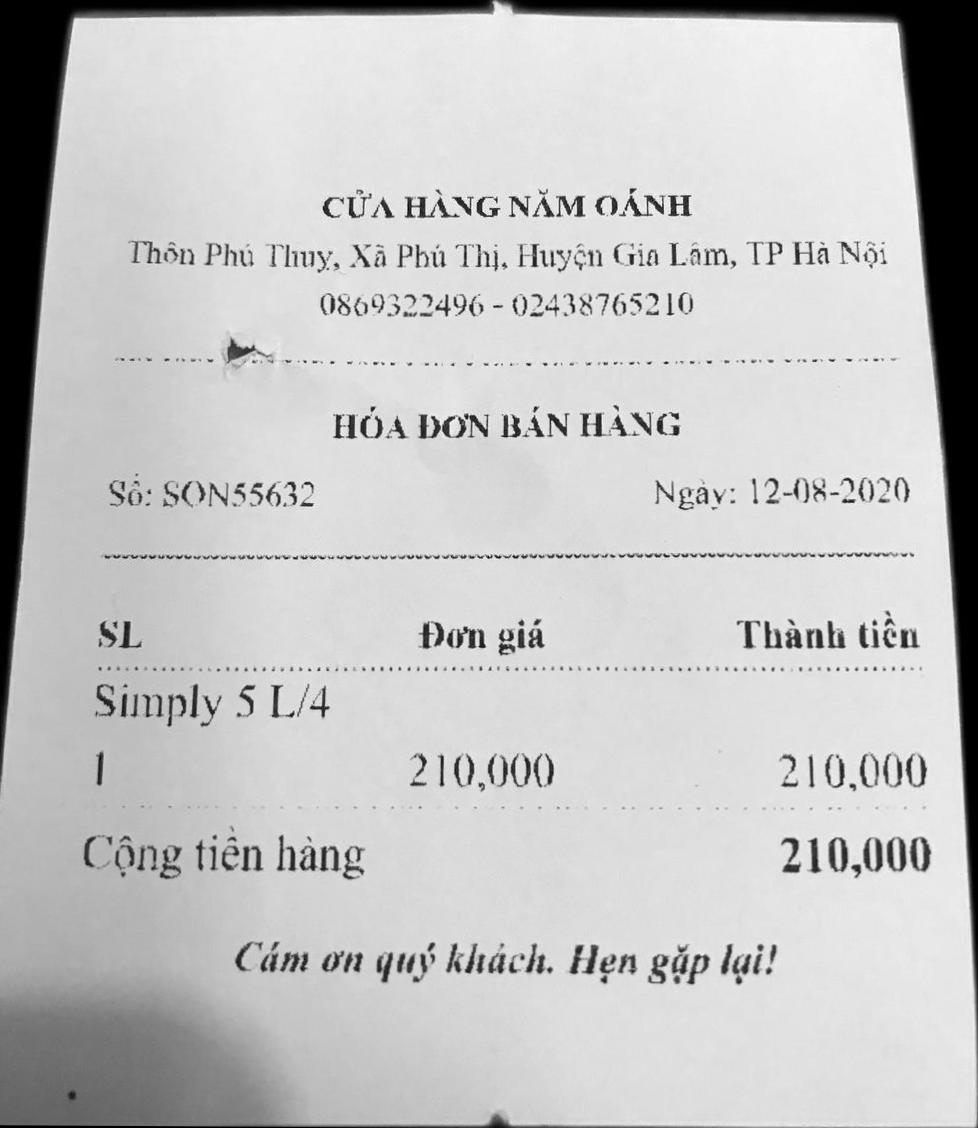 CỬA HÀNG NĂM OÁNH
Thôn Phú Thuy, Xã Phú Thị, Huyện Gia Lâm, TP Hà Nội
0869322496 - 02438765210
HÓA ĐƠN BÁN HÀNG
Số: SON55632 Ngày: 12-08-2020
SL Đơn giá Thành tiền
Simply 5 L/4
1 210,000 210,000
Cộng tiền hàng 210,000
Cám ơn quý khách. Hẹn gặp lại!